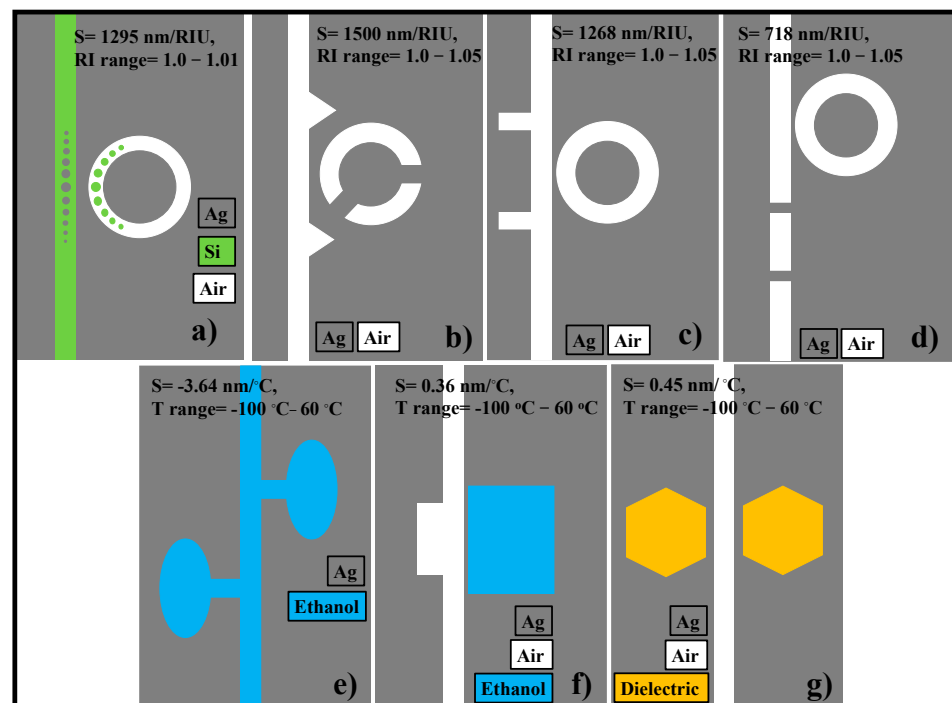 S= 1295 nm/RIU,
RI range= 1.0 – 1.01
Ag
Si
Air
a)
S= 1500 nm/RIU,
RI range= 1.0 – 1.05
Ag Air
b)
S= 1268 nm/RIU,
RI range= 1.0 – 1.05
Ag Air
c)
S= 718 nm/RIU,
RI range= 1.0 – 1.05
Ag Air
d)
S= -3.64 nm/°C,
T range= -100 °C– 60 °C
Ag
Ethanol
e)
S= 0.36 nm/°C,
T range= -100 °C – 60 °C
Ag
Air
Ethanol
f)
S= 0.45 nm/ °C,
T range= -100 °C – 60 °C
Ag
Air
Dielectric
g)